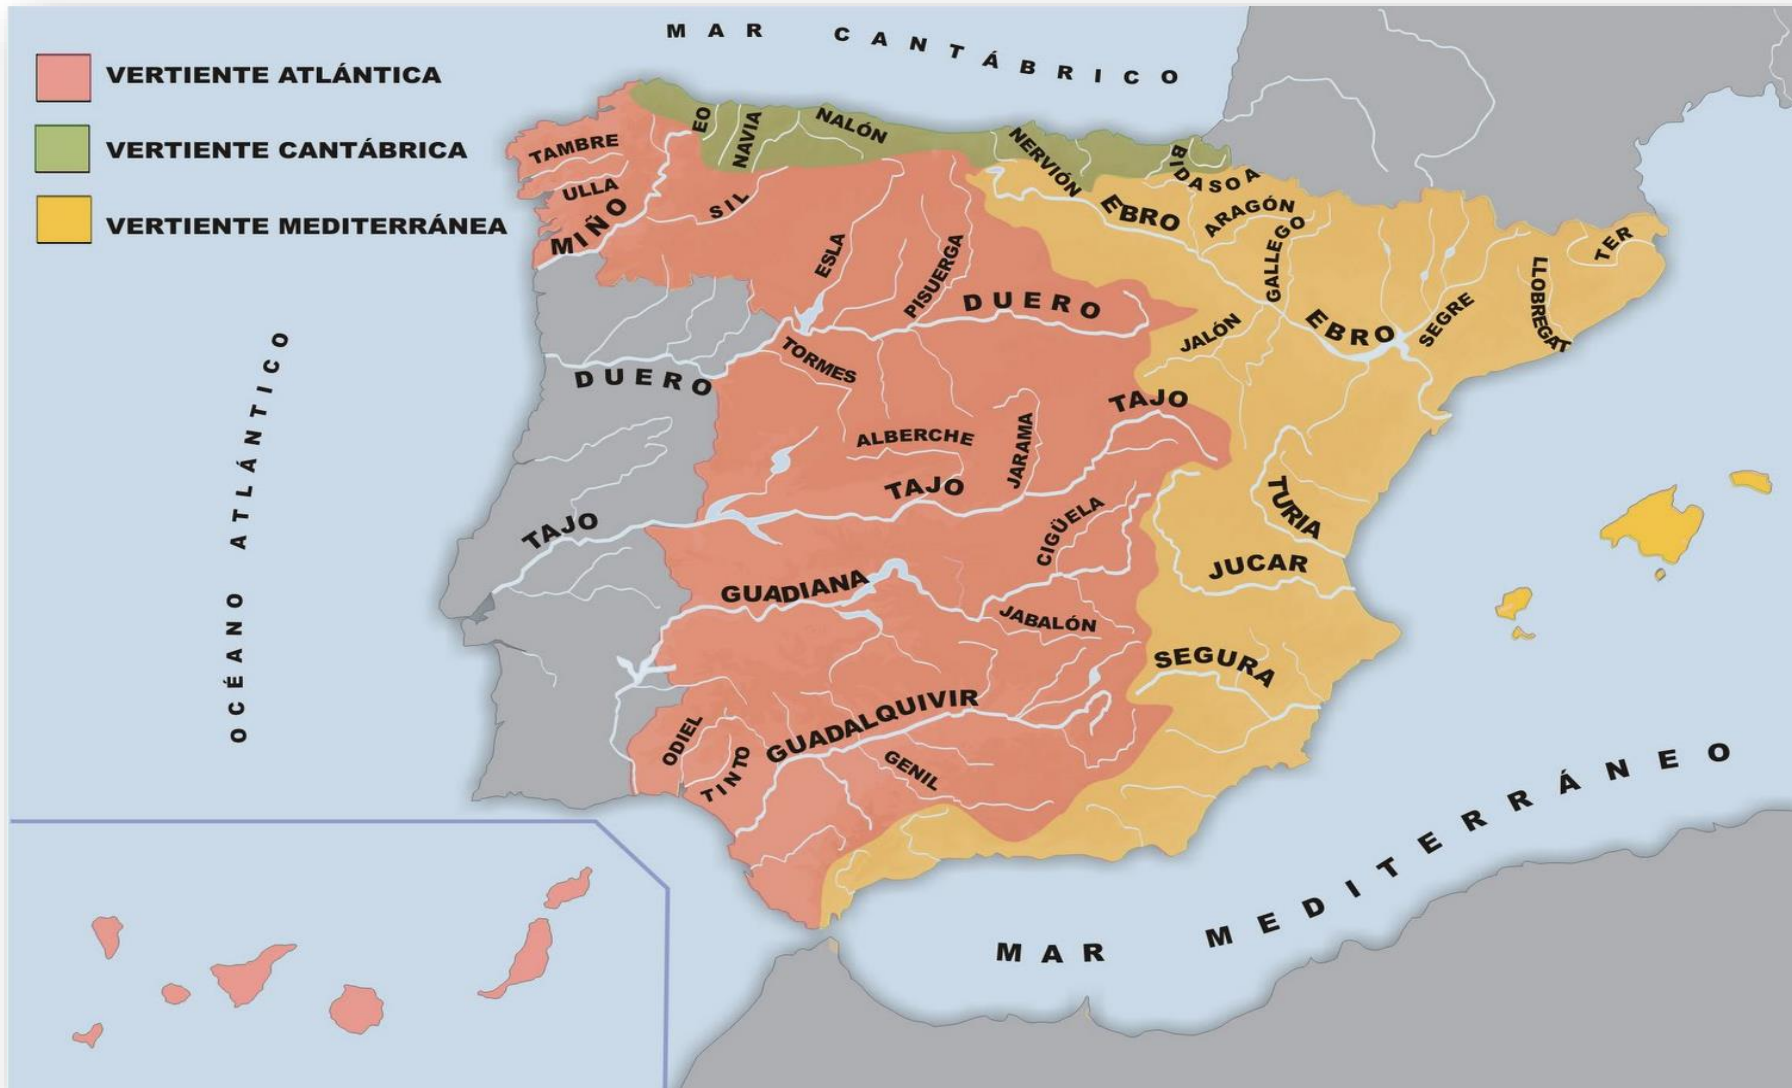 MAR CANTÁBRICO
VERTIENTE ATLÁNTICA
VERTIENTE CANTÁBRICA
VERTIENTE MEDITERRÁNEA
EO
NAVIA
NALÓN
NERVIÓN
BIDASOA
TAMBRE
ULLA
MIÑO
SIL
ESLA
PISUERGA
EBRO
ARAGÓN
GALLEGO
SEGRE
LLOBREGAT
TER
DUERO
EBRO
JALÓN
TORMES
DUERO
OCÉANO ATLÁNTICO
TAJO
ALBERCHE
JARAMA
TAJO
TAJO
CIGÜELA
TURIA
JUCAR
GUADIANA
JABALÓN
SEGURA
GUADALQUIVIR
ODIEL
TINTO
GENIL
MAR MEDITERRÁNEO